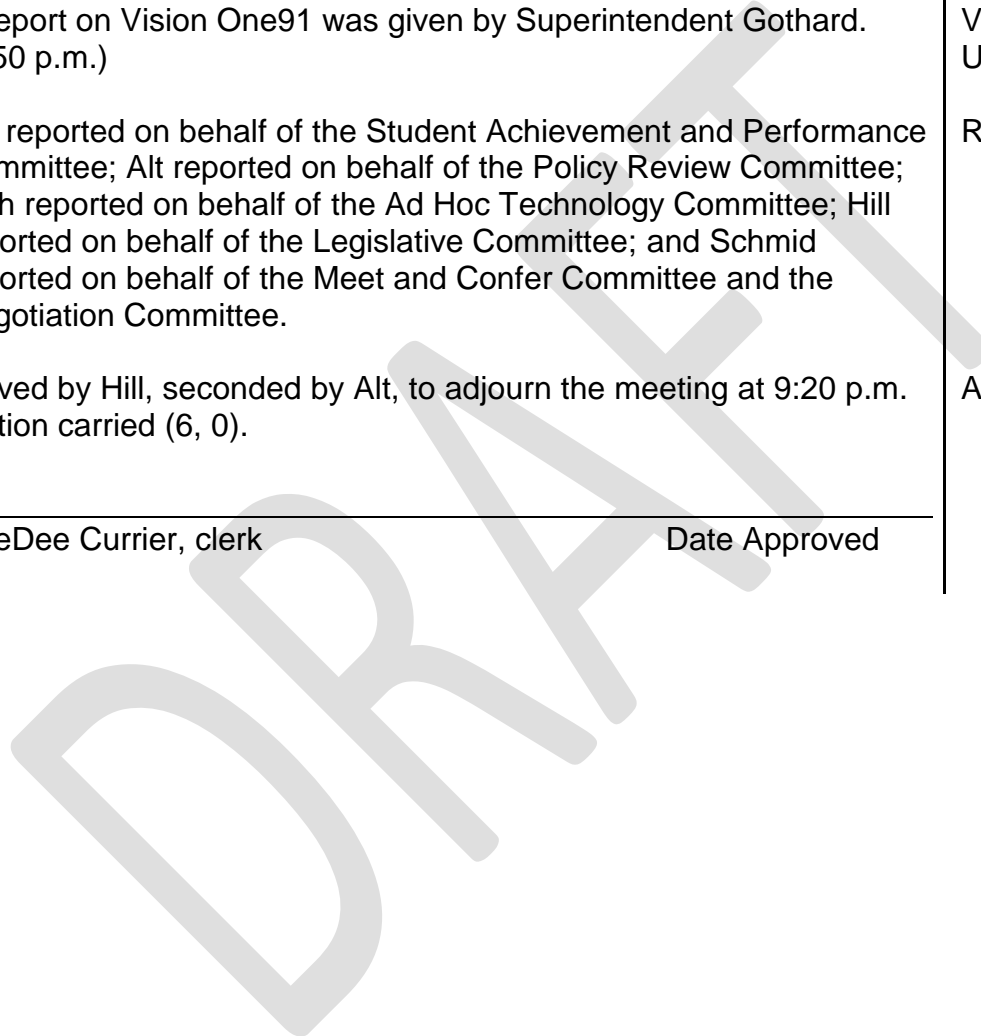 eport on Vision One91 was given by Superintendent Gothard. V
50 p.m.) U
reported on behalf of the Student Achievement and Performance R
mmittee; Alt reported on behalf of the Policy Review Committee;
h reported on behalf of the Ad Hoc Technology Committee; Hill
orted on behalf of the Legislative Committee; and Schmid
orted on behalf of the Meet and Confer Committee and the
gotiation Committee.
ved by Hill, seconded by Alt, to adjourn the meeting at 9:20 p.m. A
tion carried (6, 0).
eDee Currier, clerk Date Approved
DRAFT